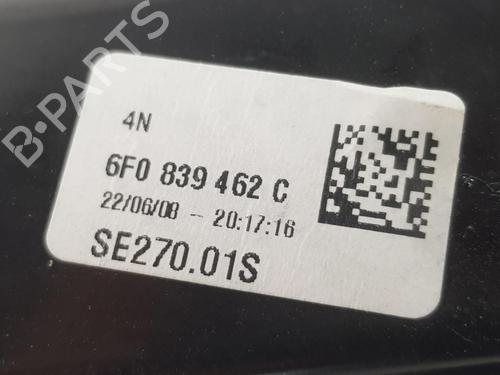 B-PARTS
4N
6F0 839 462 C
22/06/08 -- 20:17:16
SE270.01S